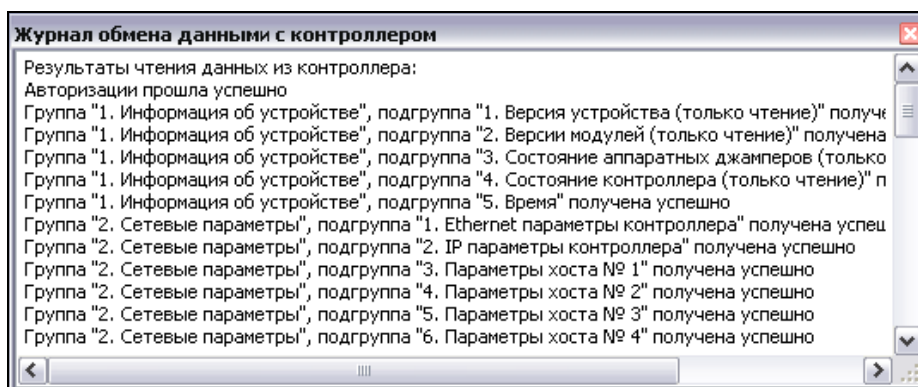 Журнал обмена данными с контроллером
Результаты чтения данных из контроллера:
Авторизации прошла успешно
Группа "1. Информация об устройстве", подгруппа "1. Версия устройства (только чтение)" получе
Группа "1. Информация об устройстве", подгруппа "2. Версии модулей (только чтение)" получена
Группа "1. Информация об устройстве", подгруппа "3. Состояние аппаратных джамперов (только
Группа "1. Информация об устройстве", подгруппа "4. Состояние контроллера (только чтение)" п
Группа "1. Информация об устройстве", подгруппа "5. Время" получена успешно
Группа "2. Сетевые параметры", подгруппа "1. Ethernet параметры контроллера" получена успеш
Группа "2. Сетевые параметры", подгруппа "2. IP параметры контроллера" получена успешно
Группа "2. Сетевые параметры", подгруппа "3. Параметры хоста № 1" получена успешно
Группа "2. Сетевые параметры", подгруппа "4. Параметры хоста № 2" получена успешно
Группа "2. Сетевые параметры", подгруппа "5. Параметры хоста № 3" получена успешно
Группа "2. Сетевые параметры", подгруппа "6. Параметры хоста № 4" получена успешно